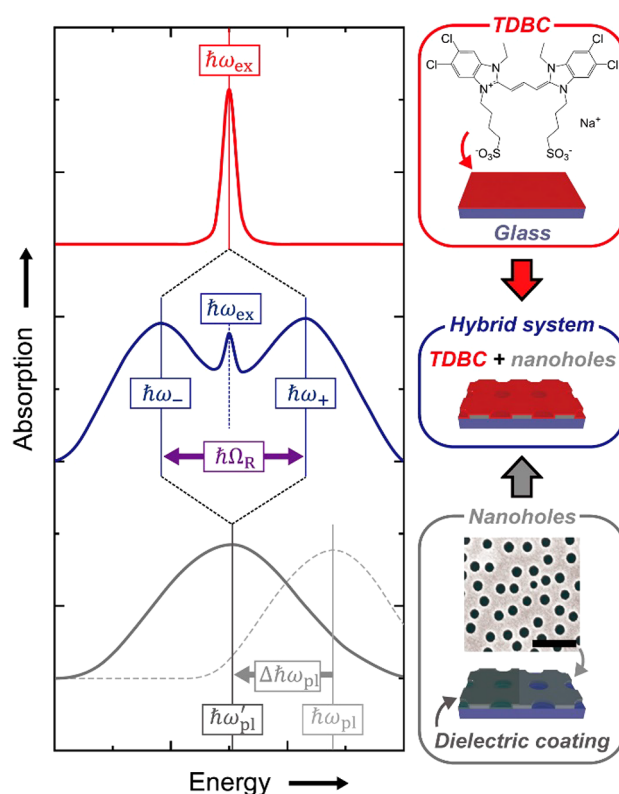 ħω_ex
ħω_ex
ħω_−
ħω_+
ħΩ_R
Δħω_pl
ħω′_pl
ħω_pl
Absorption
Energy
TDBC
Cl
Cl
Cl
Cl
N
N
N⁺
N
Na⁺
⁻O₃S
SO₃⁻
Glass
Hybrid system
TDBC + nanoholes
Nanoholes
Dielectric coating